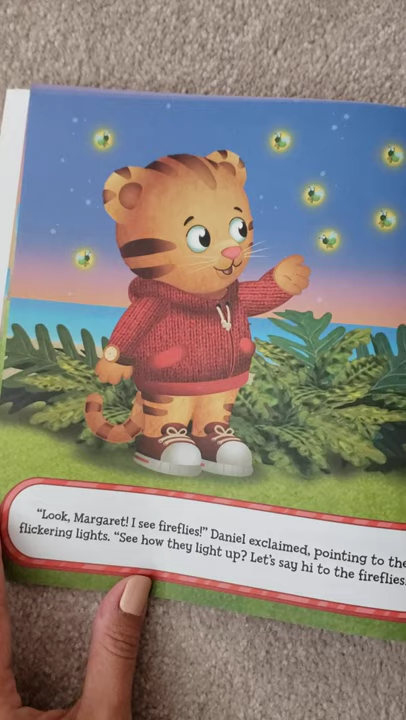 "Look, Margaret! I see fireflies!" Daniel exclaimed, pointing to the
flickering lights. "See how they light up? Let's say hi to the fireflies.